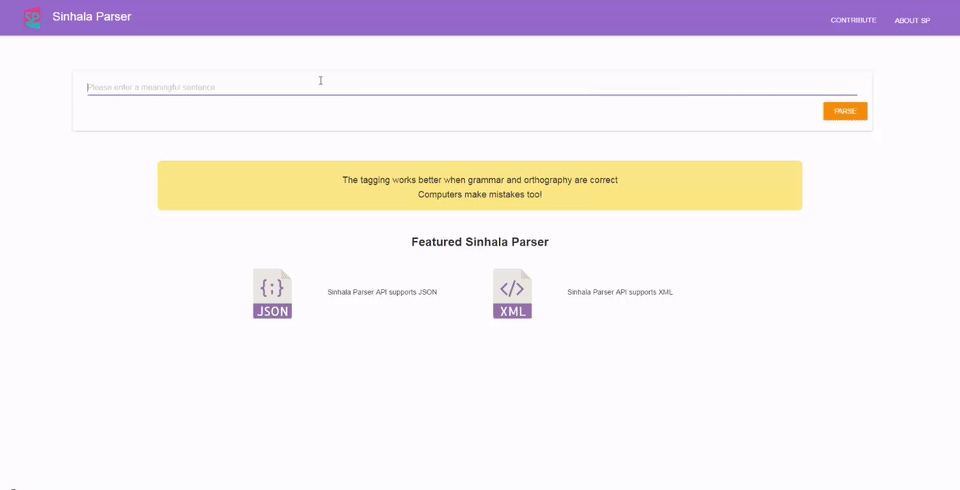 SP
Sinhala Parser
CONTRIBUTE
ABOUT SP
Please enter a meaningful sentence
PARSE
The tagging works better when grammar and orthography are correct
Computers make mistakes too!
Featured Sinhala Parser
{;}
JSON
Sinhala Parser API supports JSON
</>
XML
Sinhala Parser API supports XML